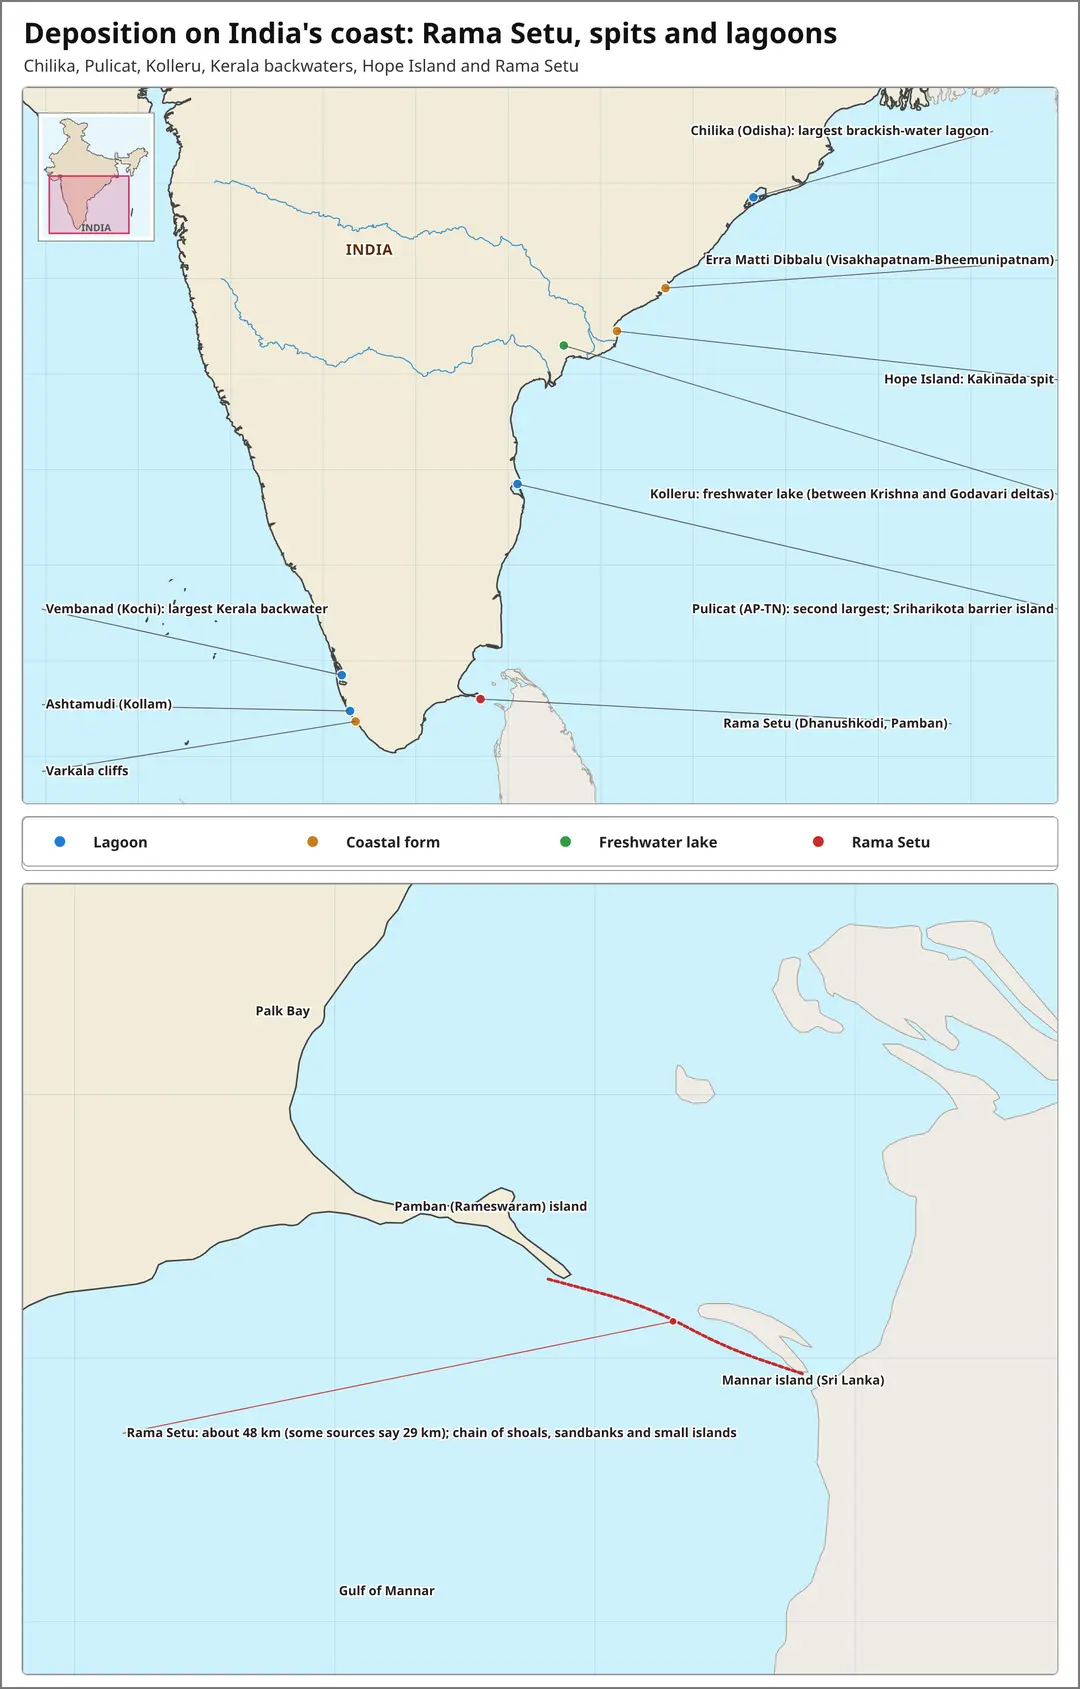 Deposition on India's coast: Rama Setu, spits and lagoons
Chilika, Pulicat, Kolleru, Kerala backwaters, Hope Island and Rama Setu
Chilika (Odisha): largest brackish-water lagoon
INDIA
INDIA
Erra Matti Dibbalu (Visakhapatnam-Bheemunipatnam)
Hope Island: Kakinada spit
Kolleru: freshwater lake (between Krishna and Godavari deltas)
Vembanad (Kochi): largest Kerala backwater
Pulicat (AP-TN): second largest; Sriharikota barrier island
Ashtamudi (Kollam)
Rama Setu (Dhanushkodi, Pamban)
Varkala cliffs
Lagoon
Coastal form
Freshwater lake
Rama Setu
Palk Bay
Pamban (Rameswaram) island
Mannar island (Sri Lanka)
Rama Setu: about 48 km (some sources say 29 km); chain of shoals, sandbanks and small islands
Gulf of Mannar